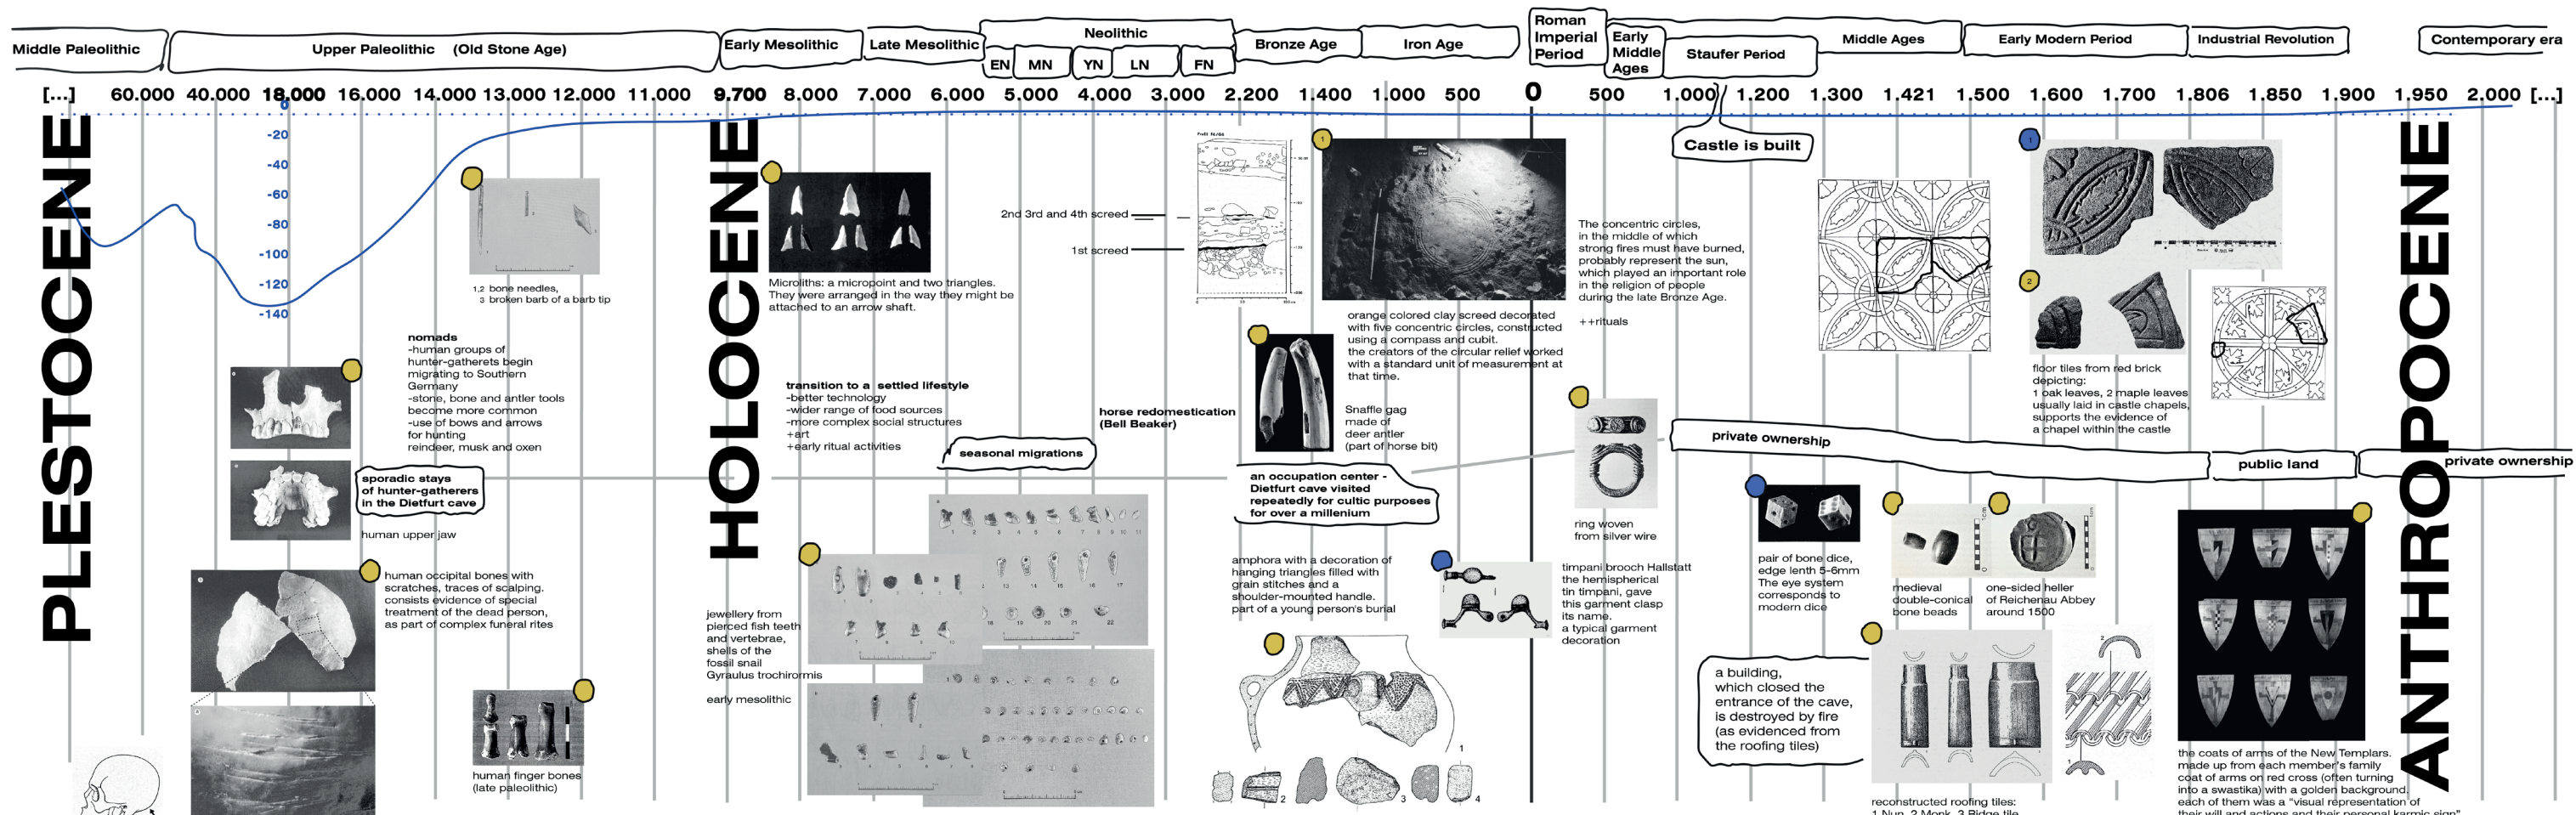 Middle Paleolithic
Upper Paleolithic (Old Stone Age)
Early Mesolithic
Late Mesolithic
Neolithic
EN MN YN LN FN
Bronze Age
Iron Age
Roman
Imperial
Period
Early
Middle
Ages
Staufer Period
Middle Ages
Early Modern Period
Industrial Revolution
Contemporary era
[...] 60.000 40.000 18.000 16.000 14.000 13.000 12.000 11.000 9.700 8.000 7.000 6.000 5.000 4.000 3.000 2.200 1.400 1.000 500 0 500 1.000 1.200 1.300 1.421 1.500 1.600 1.700 1.806 1.850 1.900 1.950 2.000 [...]
0
-20
-40
-60
-80
-100
-120
-140
PLESTOCENE
HOLOCENE
ANTHROPOCENE
1,2 bone needles,
3 broken barb of a barb tip
nomads
-human groups of
hunter-gatherets begin
migrating to Southern
Germany
-stone, bone and antler tools
become more common
-use of bows and arrows
for hunting
reindeer, musk and oxen
sporadic stays
of hunter-gatherers
in the Dietfurt cave
human upper jaw
human occipital bones with
scratches, traces of scalping.
consists evidence of special
treatment of the dead person,
as part of complex funeral rites
human finger bones
(late paleolithic)
Microliths: a micropoint and two triangles.
They were arranged in the way they might be
attached to an arrow shaft.
transition to a settled lifestyle
-better technology
-wider range of food sources
-more complex social structures
+art
+early ritual activities
seasonal migrations
horse redomestication
(Bell Beaker)
jewellery from
pierced fish teeth
and vertebrae,
shells of the
fossil snail
Gyraulus trochirormis
early mesolithic
2nd 3rd and 4th screed
1st screed
1
orange colored clay screed decorated
with five concentric circles, constructed
using a compass and cubit.
the creators of the circular relief worked
with a standard unit of measurement at
that time.
Snaffle gag
made of
deer antler
(part of horse bit)
an occupation center -
Dietfurt cave visited
repeatedly for cultic purposes
for over a millenium
amphora with a decoration of
hanging triangles filled with
grain stitches and a
shoulder-mounted handle.
part of a young person's burial
1
2
3
4
The concentric circles,
in the middle of which
strong fires must have burned,
probably represent the sun,
which played an important role
in the religion of people
during the late Bronze Age.
++rituals
ring woven
from silver wire
timpani brooch Hallstatt
the hemispherical
tin timpani, gave
this garment clasp
its name.
a typical garment
decoration
Castle is built
private ownership
public land
private ownership
pair of bone dice,
edge lenth 5-6mm
The eye system
corresponds to
modern dice
medieval
double-conical
bone beads
one-sided heller
of Reichenau Abbey
around 1500
a building,
which closed the
entrance of the cave,
is destroyed by fire
(as evidenced from
the roofing tiles)
reconstructed roofing tiles:
1 Nun, 2 Monk, 3 Ridge tile
1
2
floor tiles from red brick
depicting:
1 oak leaves, 2 maple leaves
usually laid in castle chapels,
supports the evidence of
a chapel within the castle
the coats of arms of the New Templars.
made up from each member's family
coat of arms on red cross (often turning
into a swastika) with a golden background.
each of them was a "visual representation of
their will and actions and their personal karmic sign"